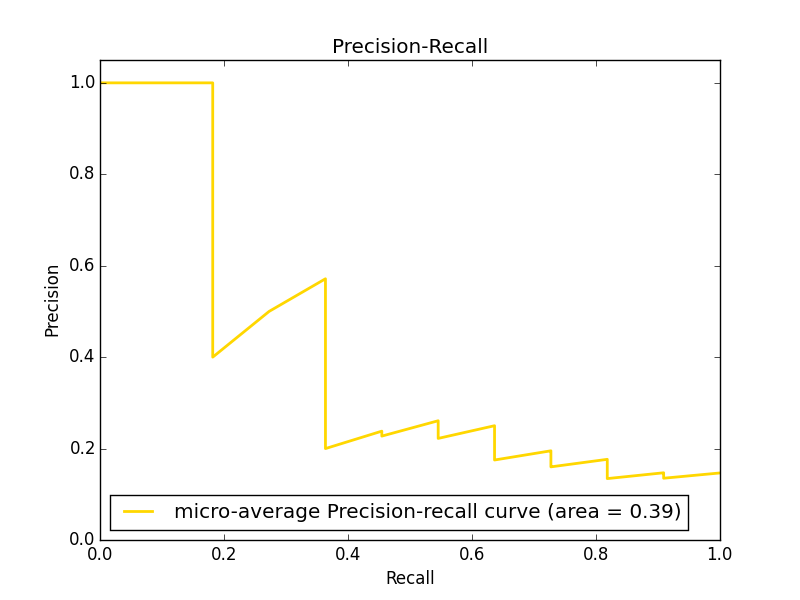 Precision-Recall
1.0
0.8
0.6
0.4
0.2
0.0
Precision
micro-average Precision-recall curve (area = 0.39)
0.0 0.2 0.4 0.6 0.8 1.0
Recall